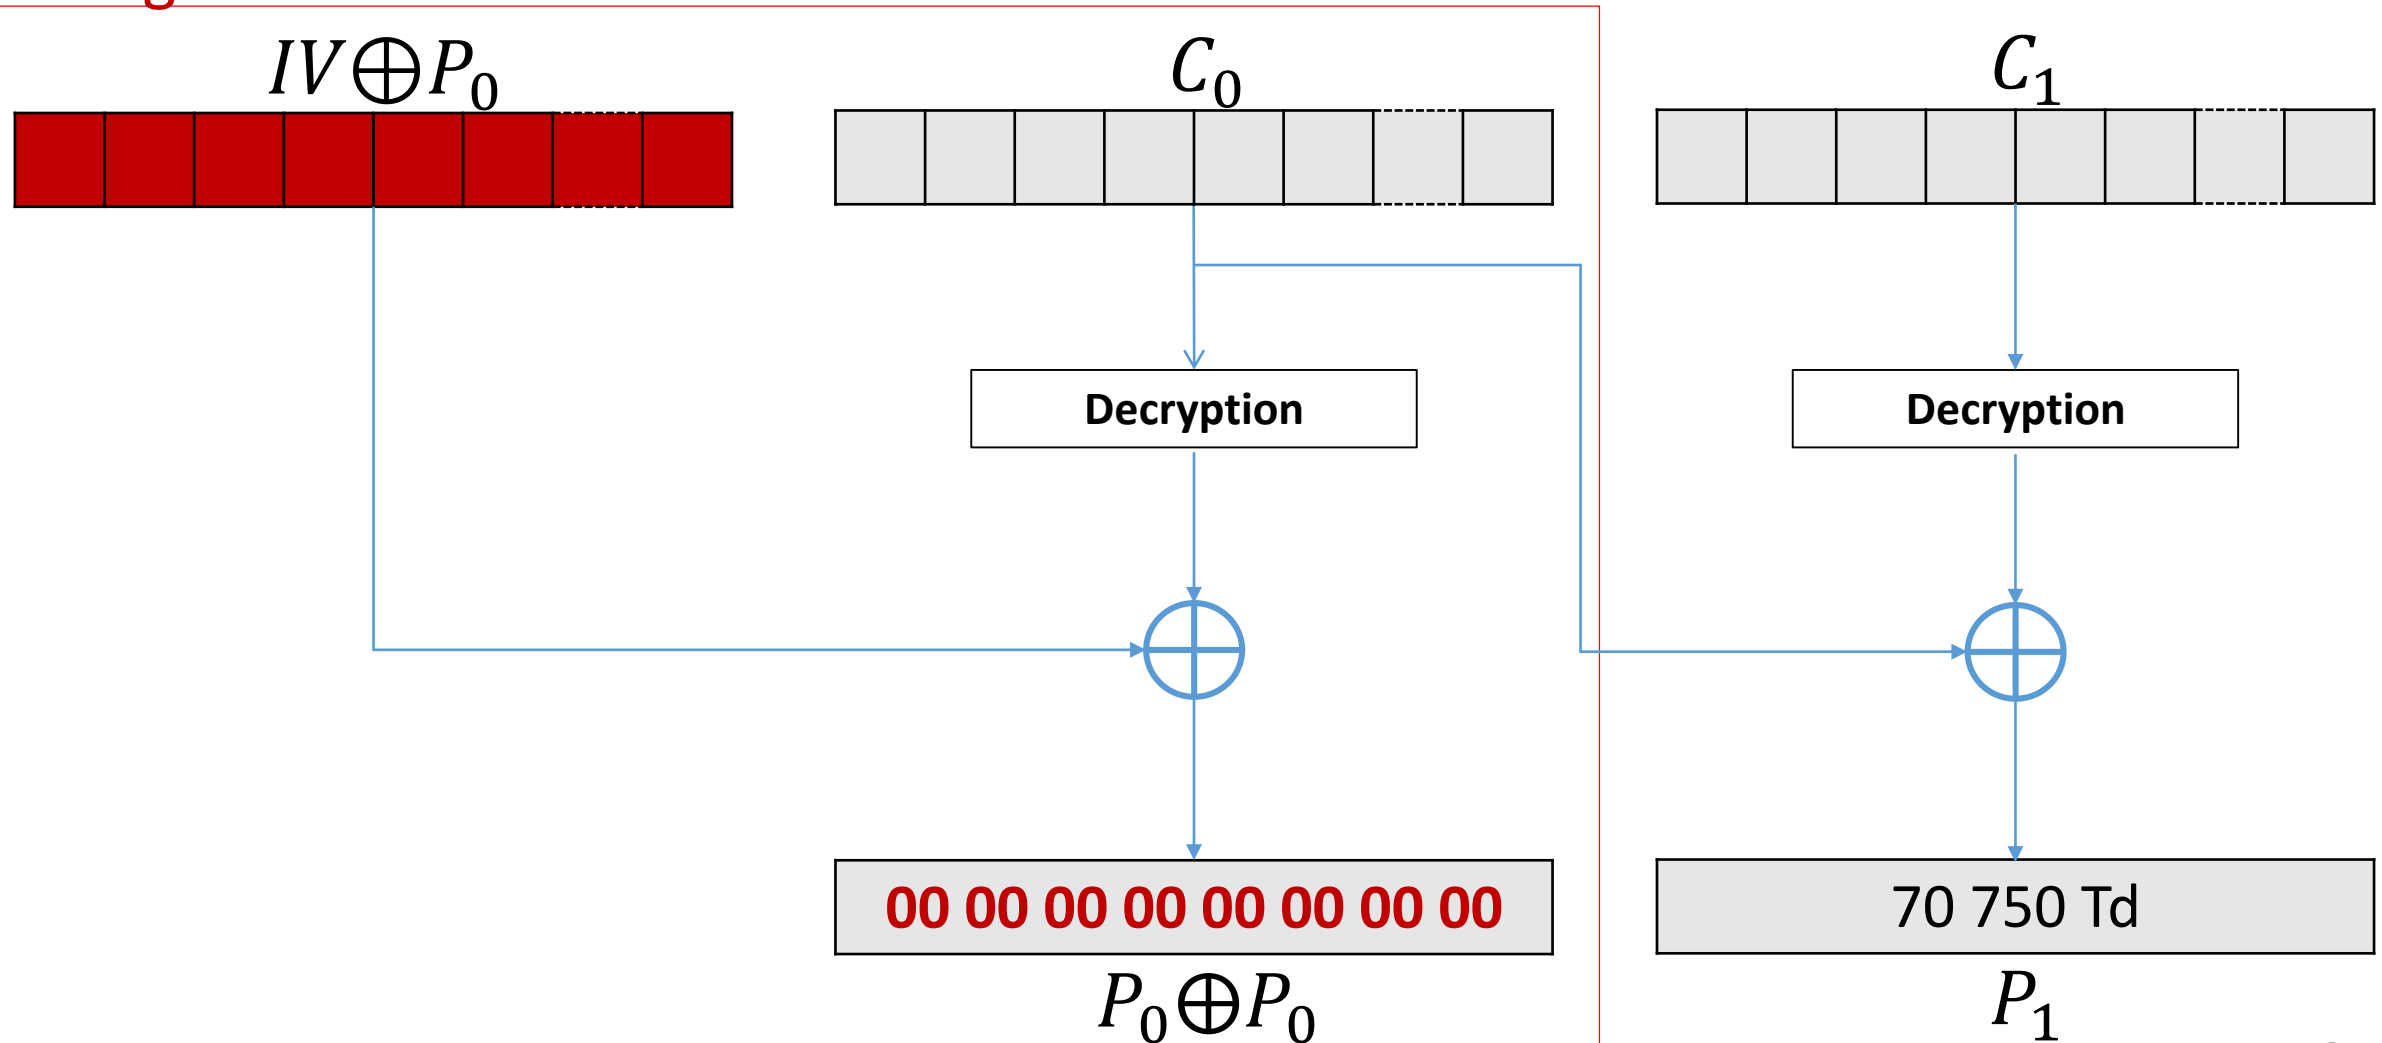 IV⊕P₀
C₀
C₁
Decryption
Decryption
00 00 00 00 00 00 00 00
70 750 Td
P₀⊕P₀
P₁